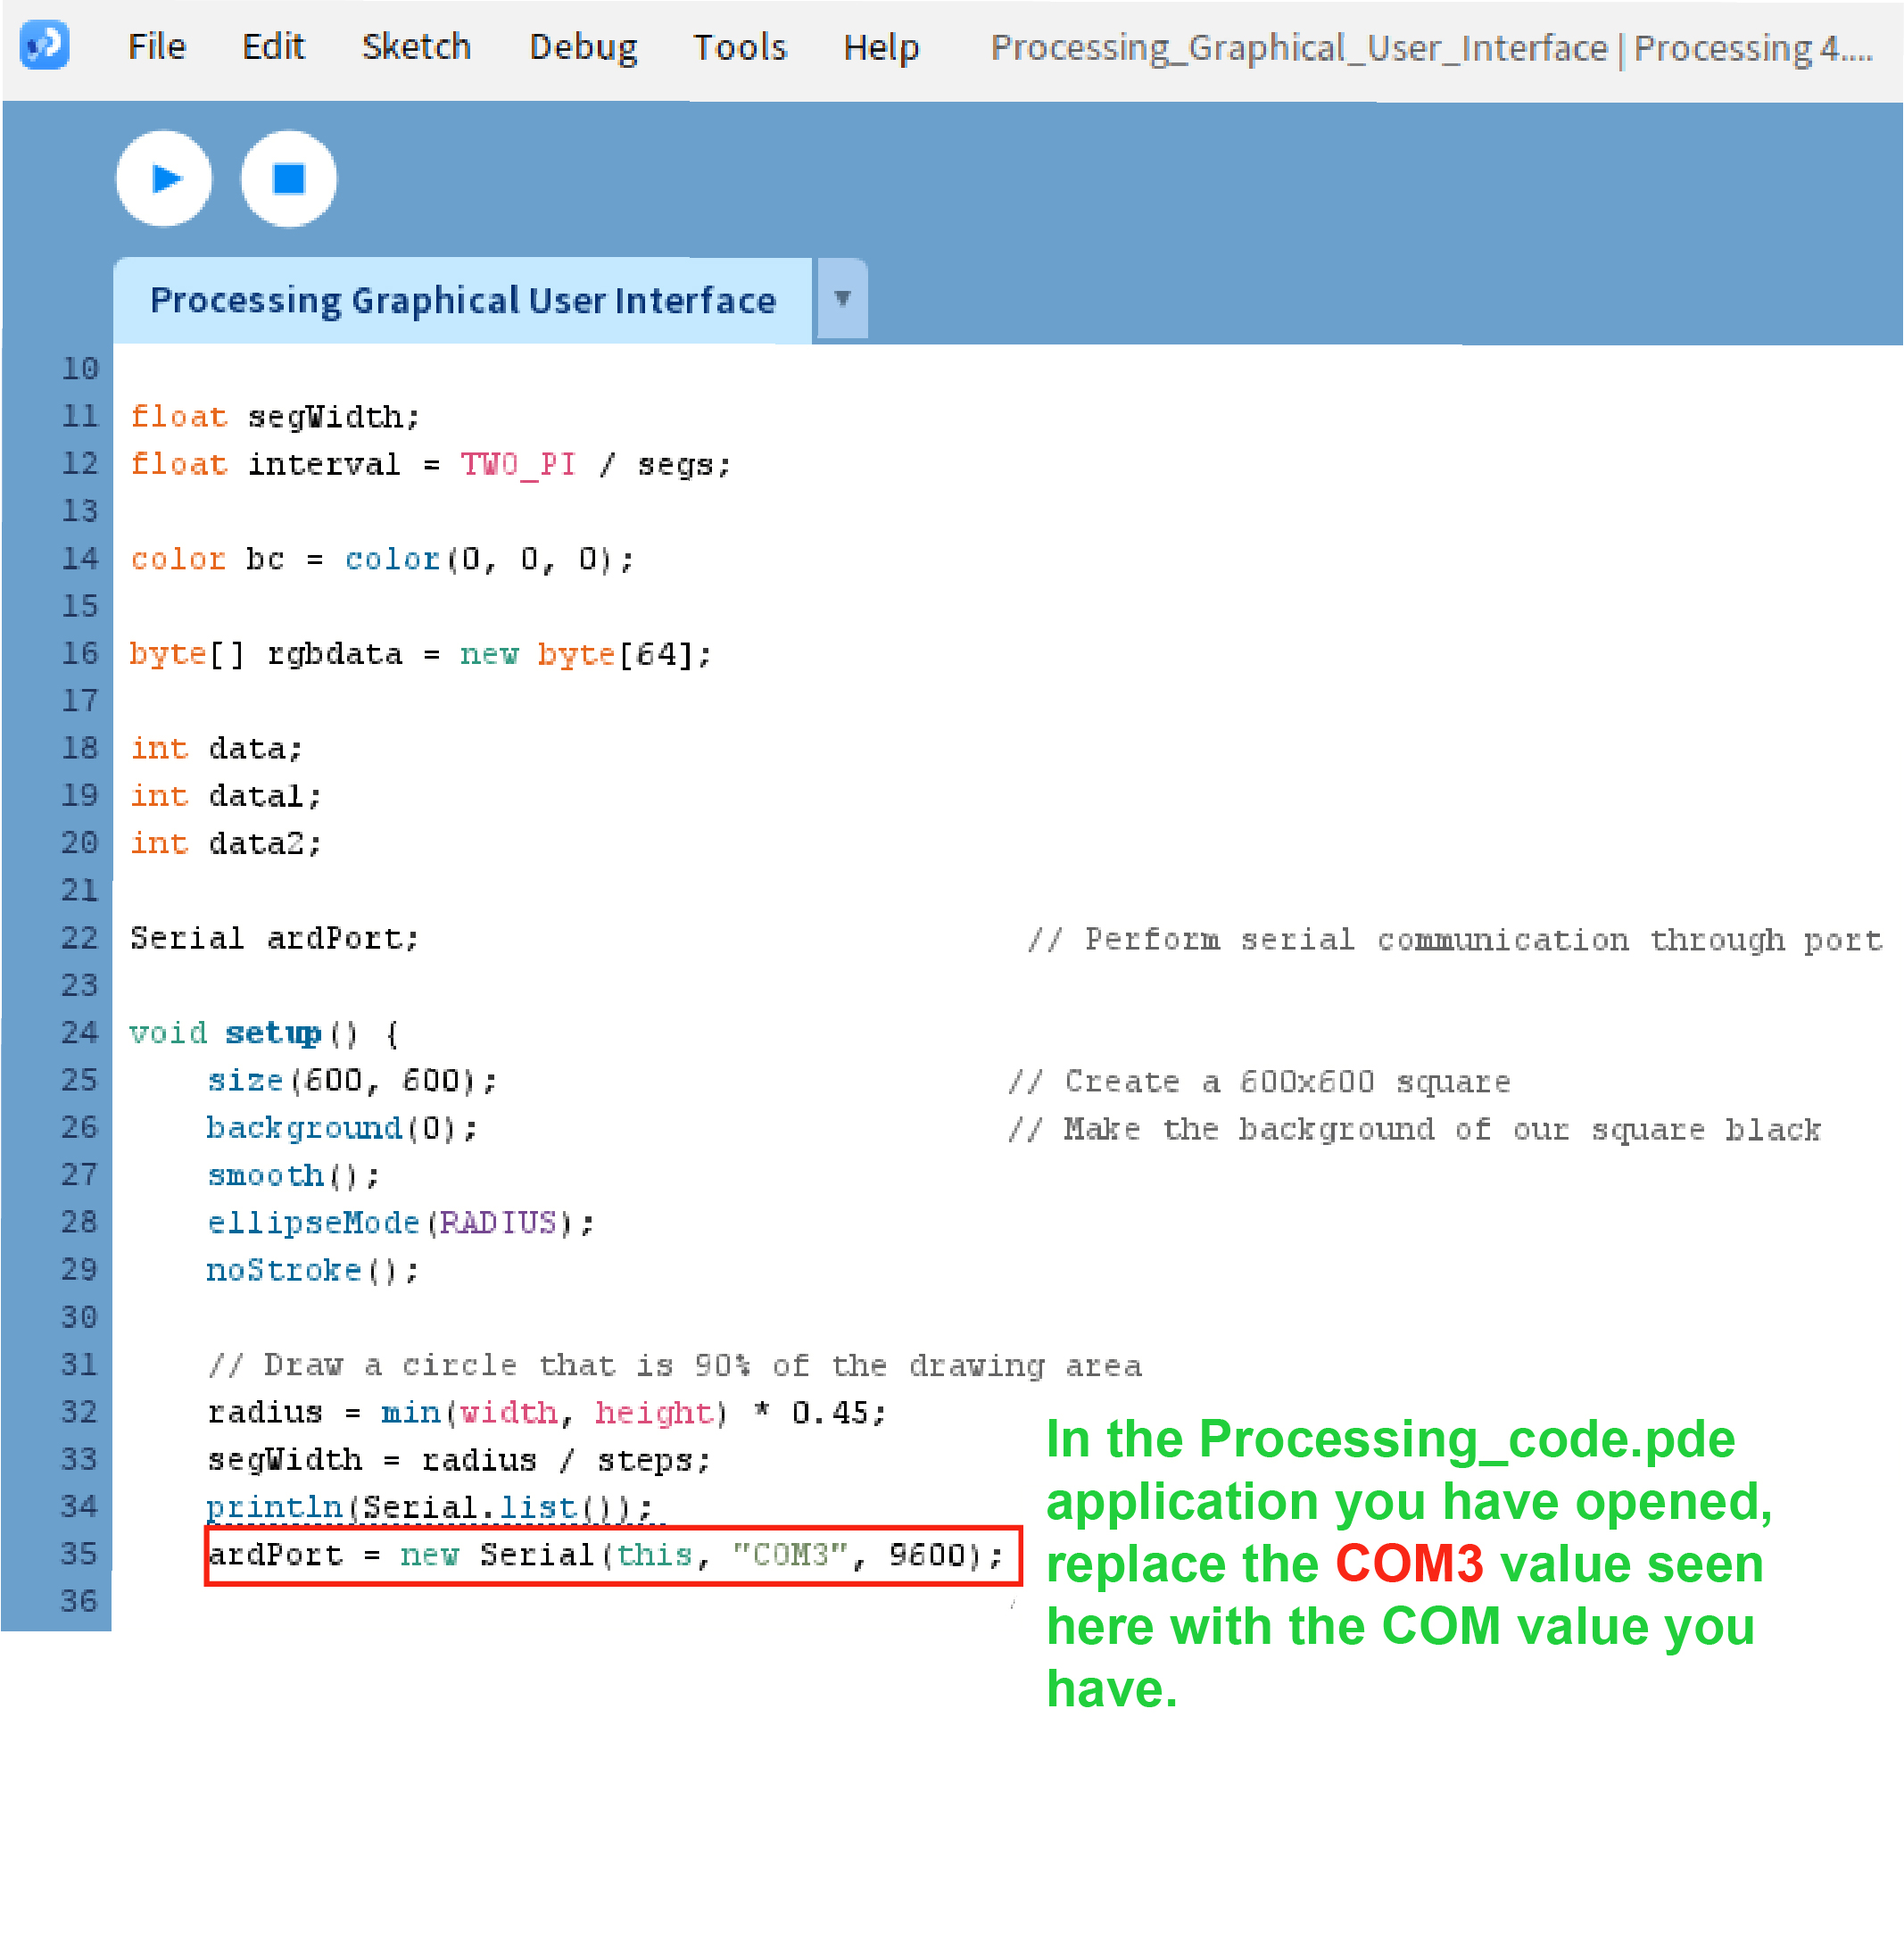 File Edit Sketch Debug Tools Help Processing_Graphical_User_Interface | Processing 4....
Processing Graphical User Interface
10
11 float segWidth;
12 float interval = TWO_PI / segs;
13
14 color bc = color(0, 0, 0);
15
16 byte[] rgbdata = new byte[64];
17
18 int data;
19 int data1;
20 int data2;
21
22 Serial ardPort; // Perform serial communication through port
23
24 void setup() {
25 size(600, 600); // Create a 600x600 square
26 background(0); // Make the background of our square black
27 smooth();
28 ellipseMode(RADIUS);
29 noStroke();
30
31 // Draw a circle that is 90% of the drawing area
32 radius = min(width, height) * 0.45;
33 segWidth = radius / steps;
34 println(Serial.list());
35 ardPort = new Serial(this, "COM3", 9600);
36
In the Processing_code.pde
application you have opened,
replace the COM3 value seen
here with the COM value you
have.